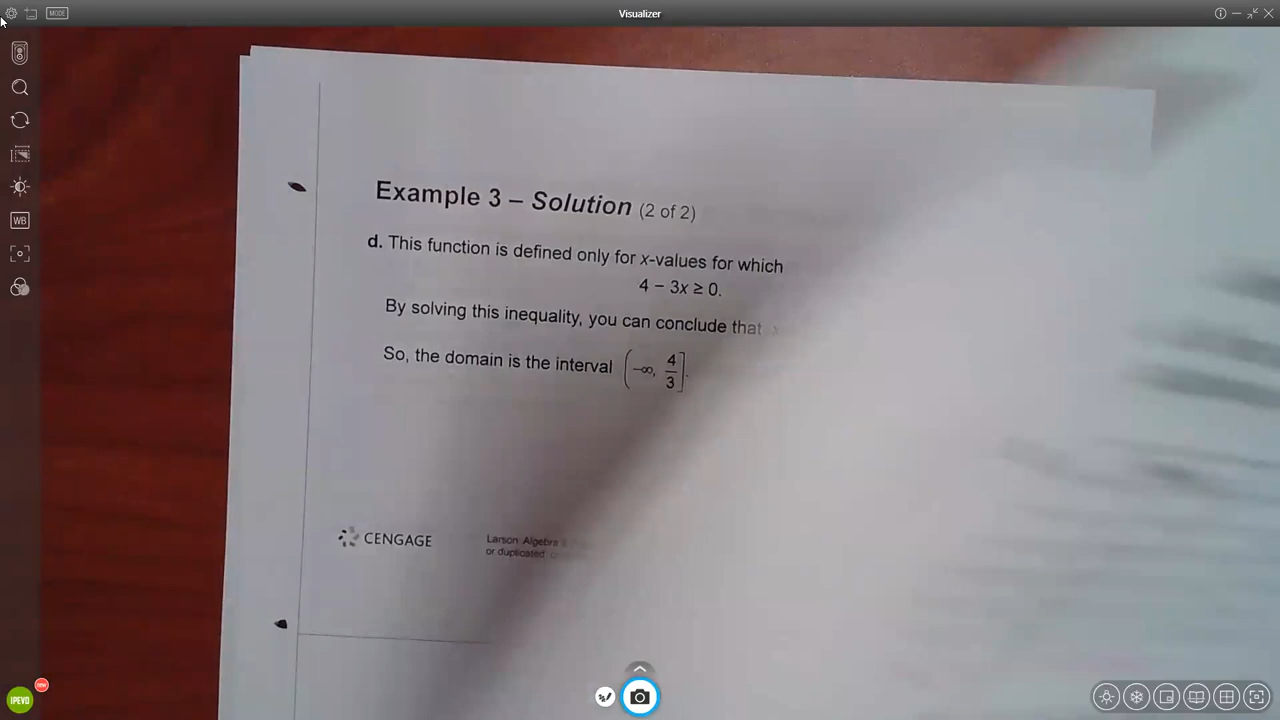 MODE
Visualizer
WB
Example 3 – Solution (2 of 2)
d. This function is defined only for x-values for which
4 − 3x ≥ 0.
By solving this inequality, you can conclude that
So, the domain is the interval (−∞, 4/3].
CENGAGE
Larson Algebra
or duplicated
IPEVO
new